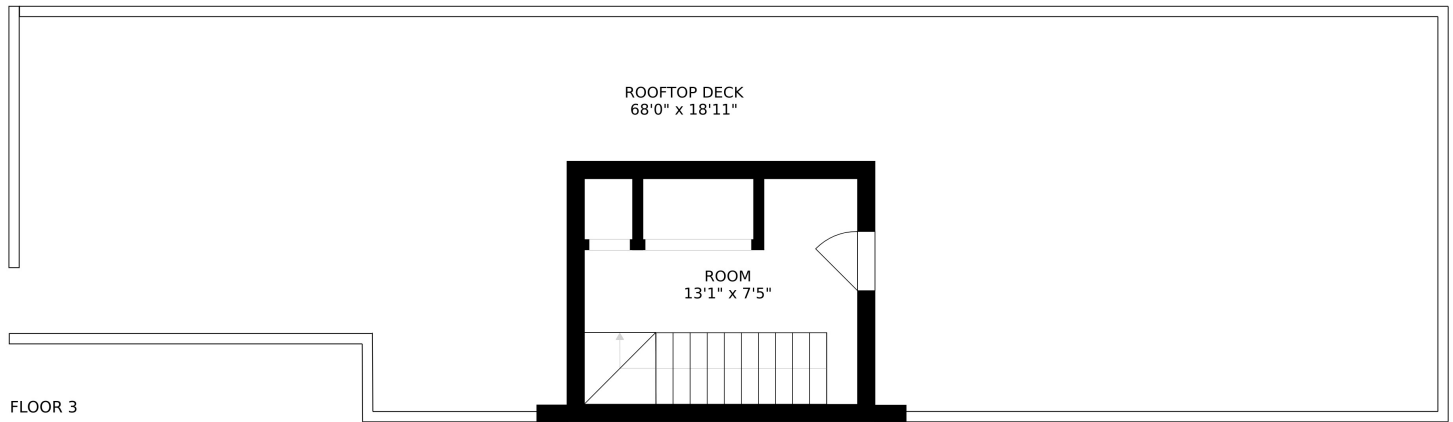 ROOFTOP DECK
68'0" x 18'11"
ROOM
13'1" x 7'5"
FLOOR 3